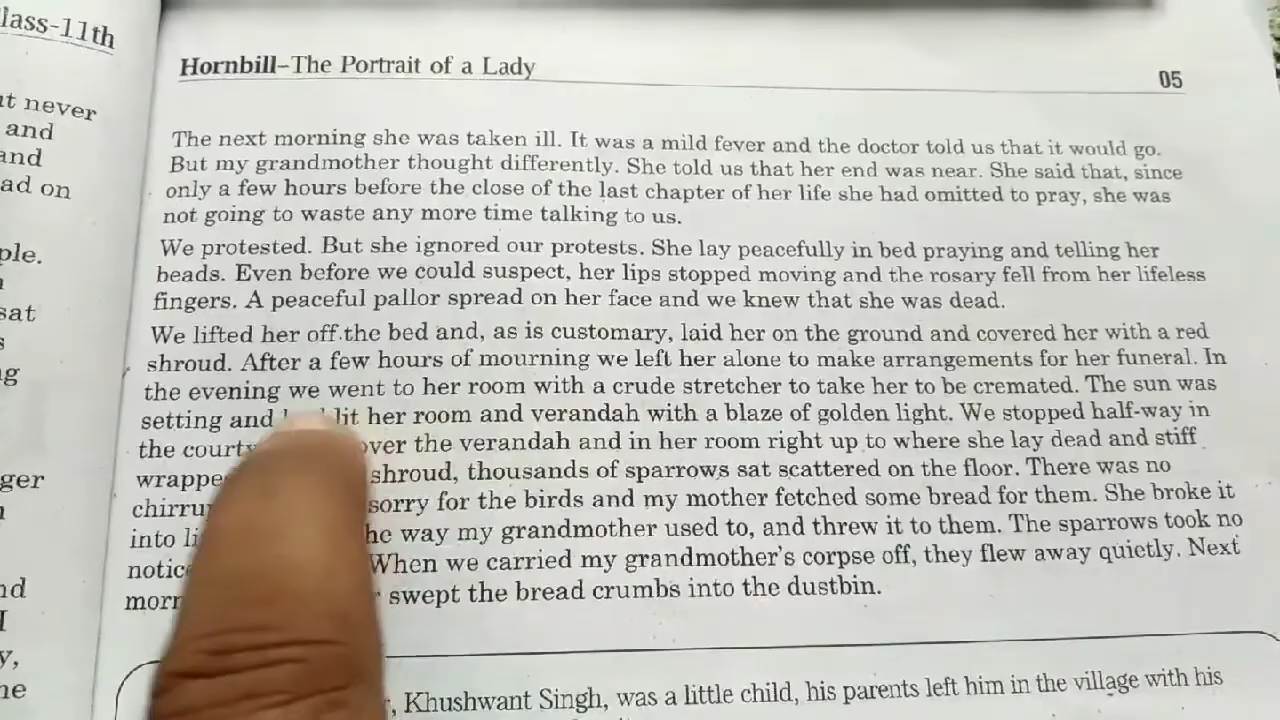 lass-11th
Hornbill–The Portrait of a Lady
05
t never
and
and
ad on
ple.
sat
s
g
ger
nd
I
y,
he
The next morning she was taken ill. It was a mild fever and the doctor told us that it would go.
But my grandmother thought differently. She told us that her end was near. She said that, since
only a few hours before the close of the last chapter of her life she had omitted to pray, she was
not going to waste any more time talking to us.
We protested. But she ignored our protests. She lay peacefully in bed praying and telling her
beads. Even before we could suspect, her lips stopped moving and the rosary fell from her lifeless
fingers. A peaceful pallor spread on her face and we knew that she was dead.
We lifted her off.the bed and, as is customary, laid her on the ground and covered her with a red
shroud. After a few hours of mourning we left her alone to make arrangements for her funeral. In
the evening we went to her room with a crude stretcher to take her to be cremated. The sun was
setting and lit her room and verandah with a blaze of golden light. We stopped half-way in
the courty over the verandah and in her room right up to where she lay dead and stiff
wrappe shroud, thousands of sparrows sat scattered on the floor. There was no
chirru sorry for the birds and my mother fetched some bread for them. She broke it
into li he way my grandmother used to, and threw it to them. The sparrows took no
notic When we carried my grandmother's corpse off, they flew away quietly. Next
morn swept the bread crumbs into the dustbin.
, Khushwant Singh, was a little child, his parents left him in the village with his